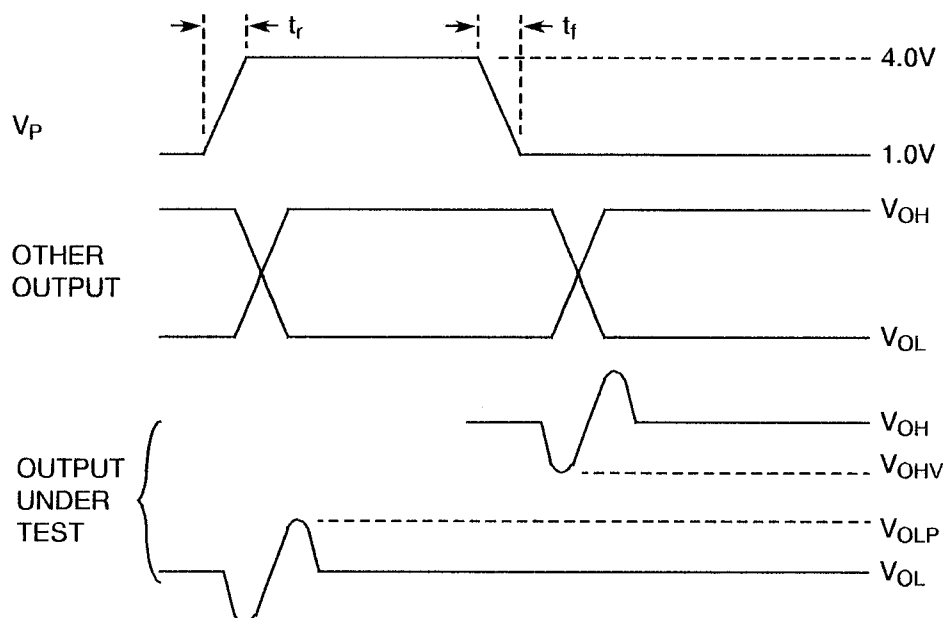 t_r
t_f
4.0V
V_P
1.0V
V_OH
OTHER
OUTPUT
V_OL
V_OH
V_OHV
OUTPUT
UNDER
TEST
V_OLP
V_OL